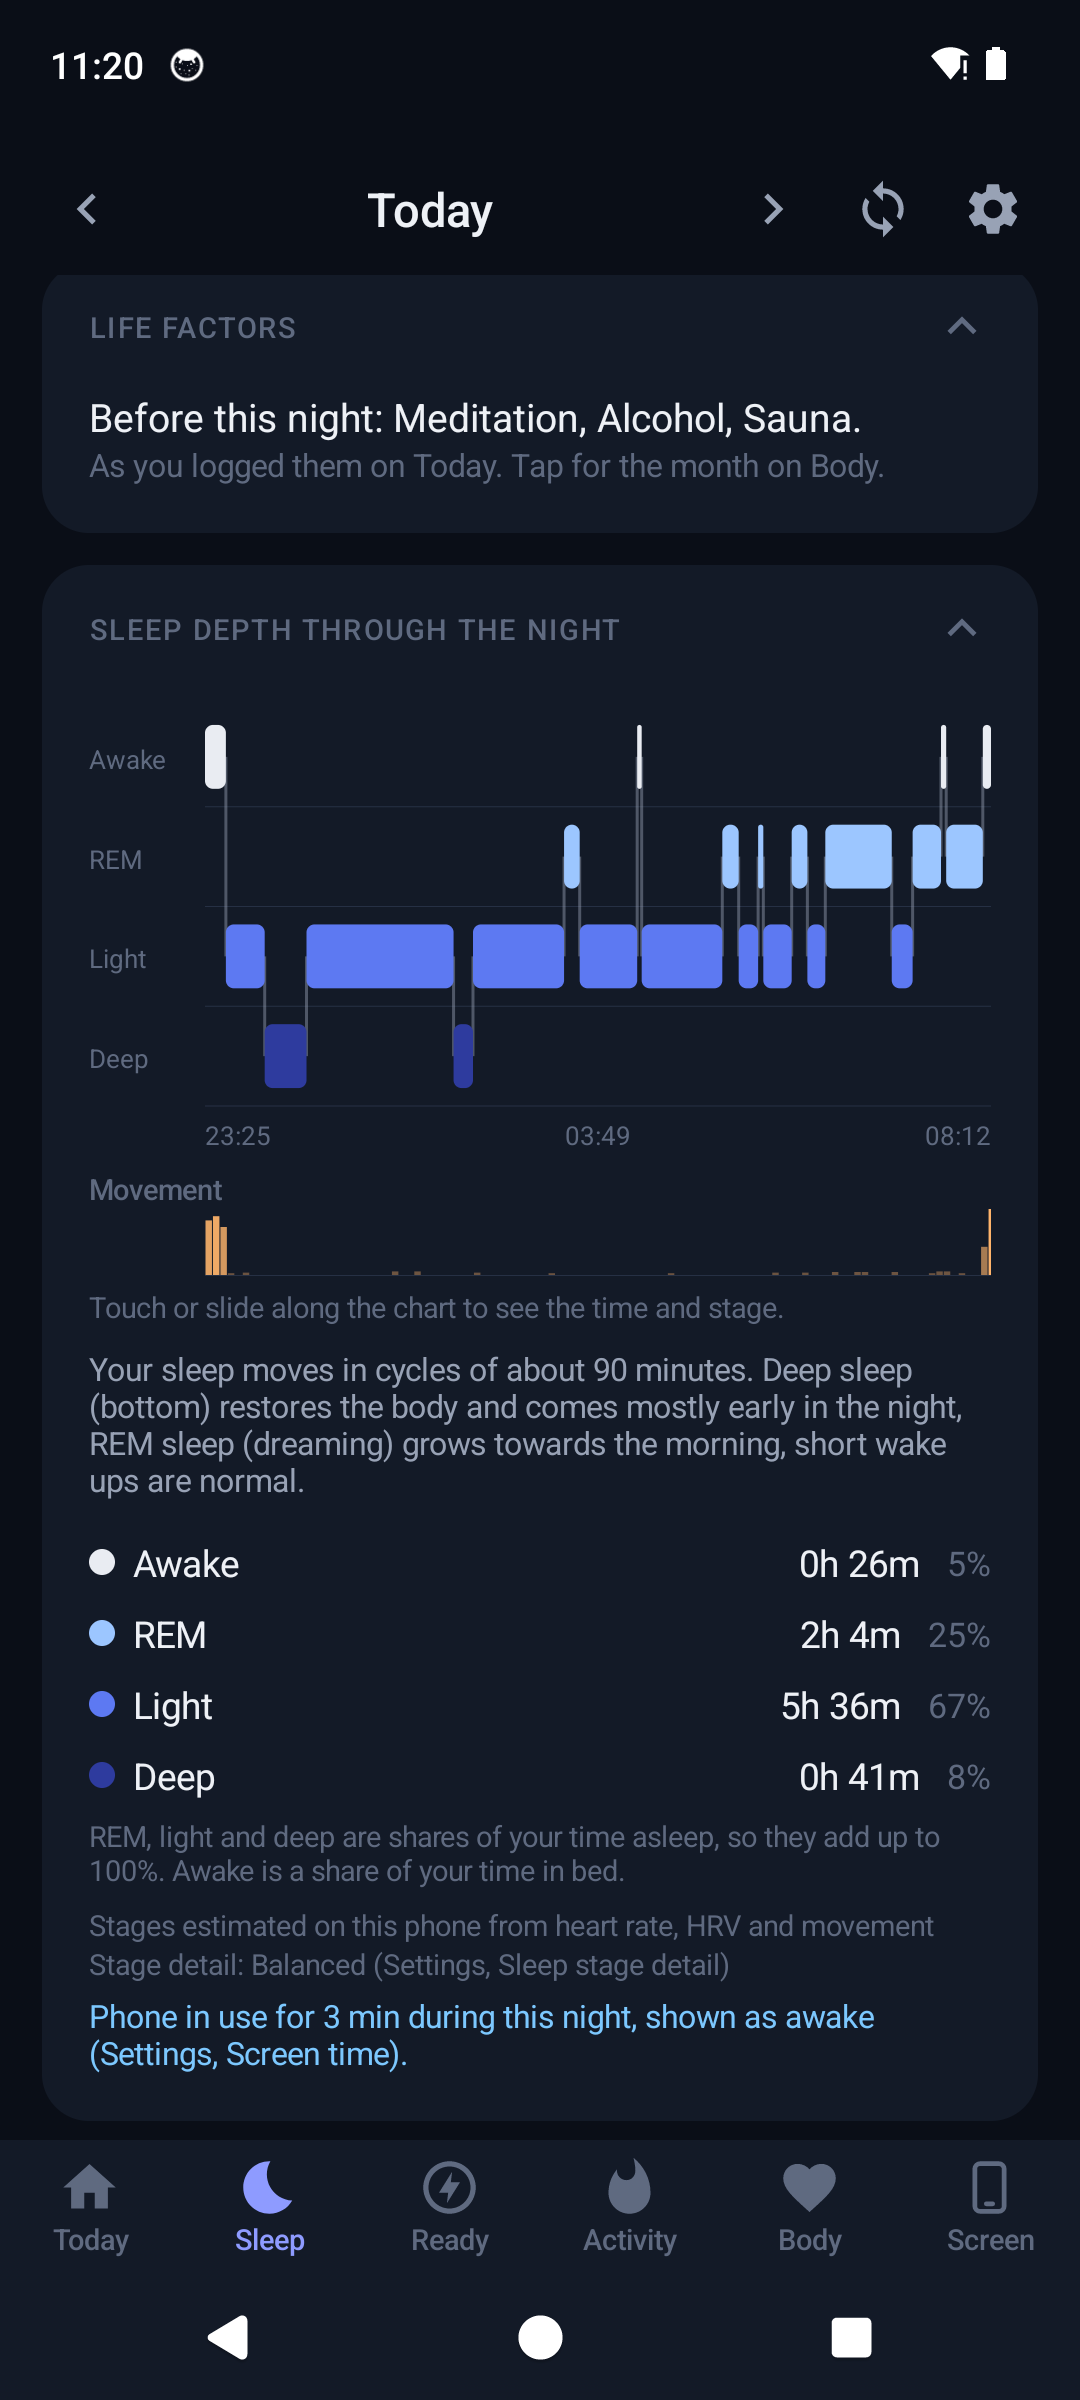 11:20
Today
LIFE FACTORS
Before this night: Meditation, Alcohol, Sauna.
As you logged them on Today. Tap for the month on Body.
SLEEP DEPTH THROUGH THE NIGHT
Awake
REM
Light
Deep
23:25 03:49 08:12
Movement
Touch or slide along the chart to see the time and stage.
Your sleep moves in cycles of about 90 minutes. Deep sleep
(bottom) restores the body and comes mostly early in the night,
REM sleep (dreaming) grows towards the morning, short wake
ups are normal.
Awake 0h 26m 5%
REM 2h 4m 25%
Light 5h 36m 67%
Deep 0h 41m 8%
REM, light and deep are shares of your time asleep, so they add up to
100%. Awake is a share of your time in bed.
Stages estimated on this phone from heart rate, HRV and movement
Stage detail: Balanced (Settings, Sleep stage detail)
Phone in use for 3 min during this night, shown as awake
(Settings, Screen time).
Today Sleep Ready Activity Body Screen